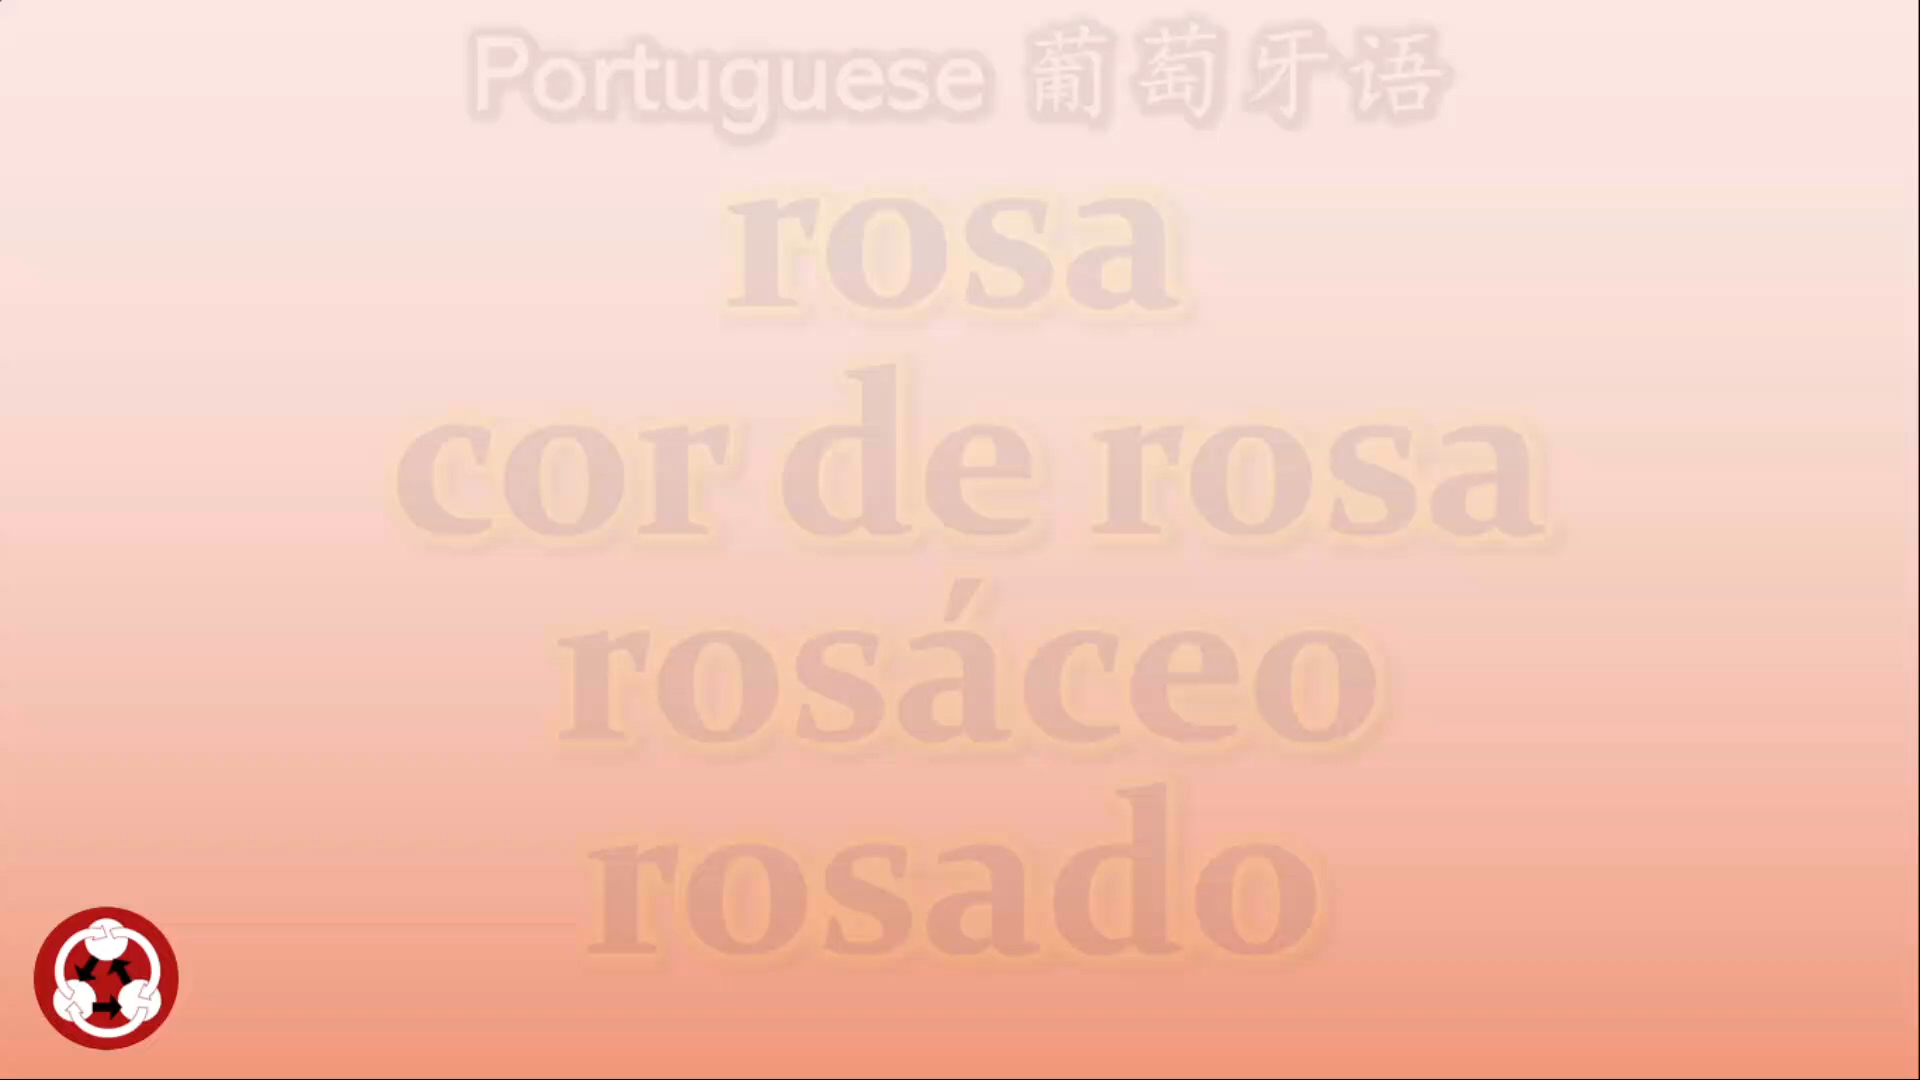 Portuguese 葡萄牙语
rosa
cor de rosa
rosáceo
rosado